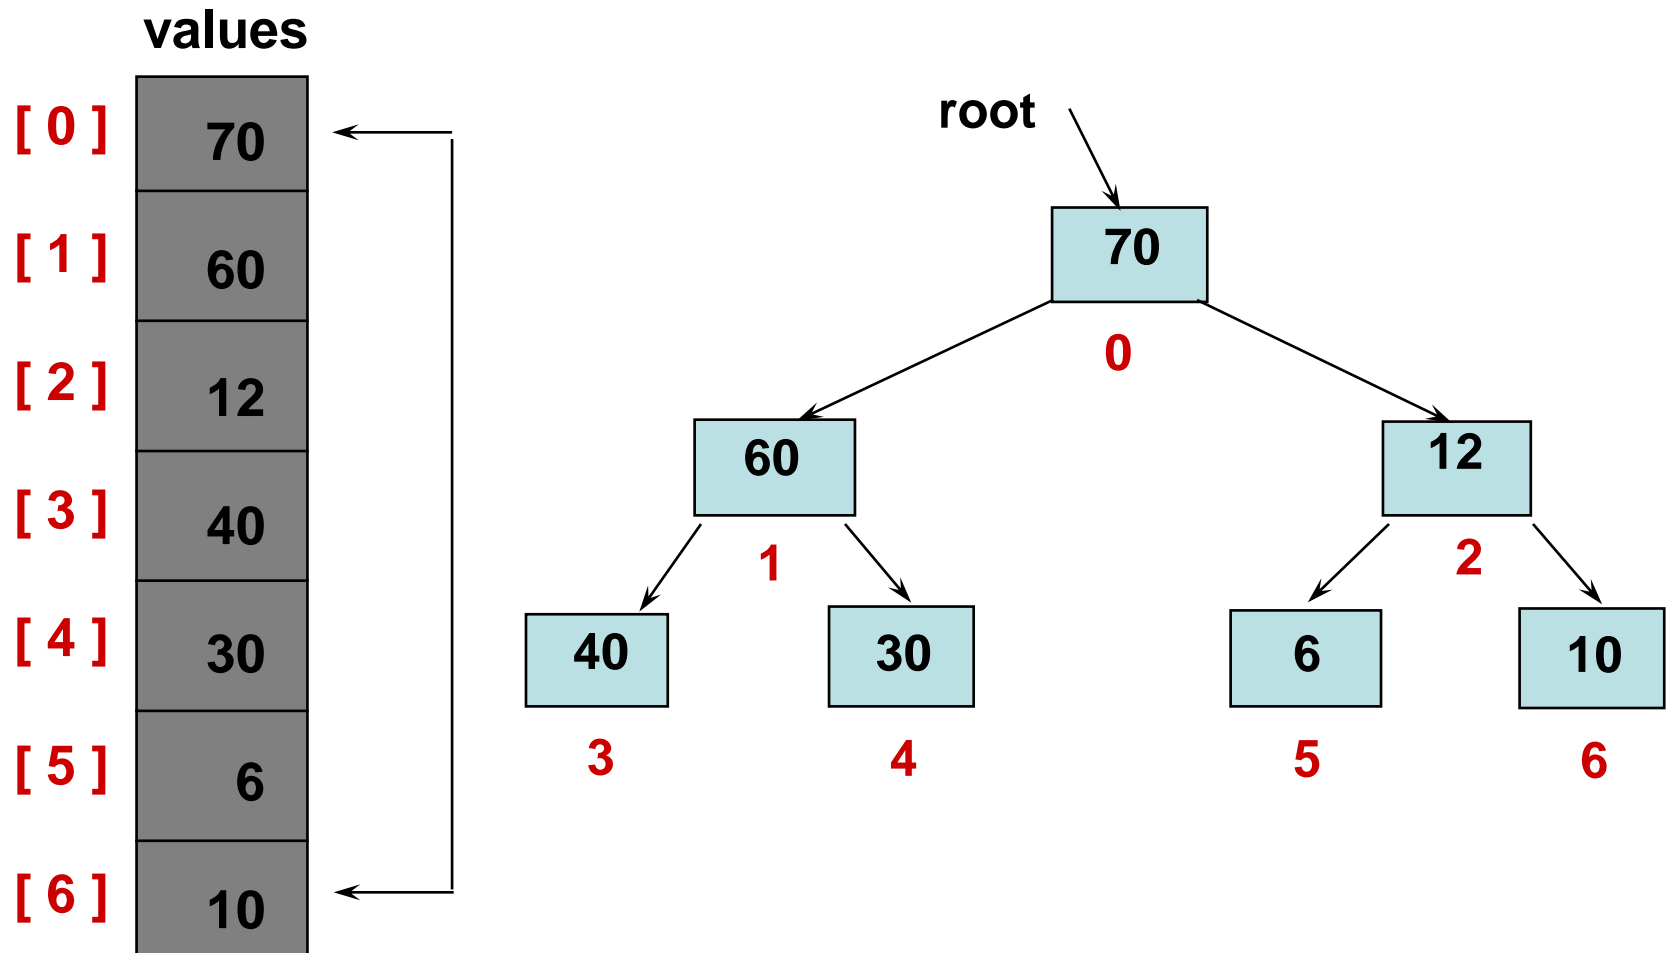 values
[ 0 ] 70
[ 1 ] 60
[ 2 ] 12
[ 3 ] 40
[ 4 ] 30
[ 5 ] 6
[ 6 ] 10
root
70
0
60 12
1 2
40 30 6 10
3 4 5 6